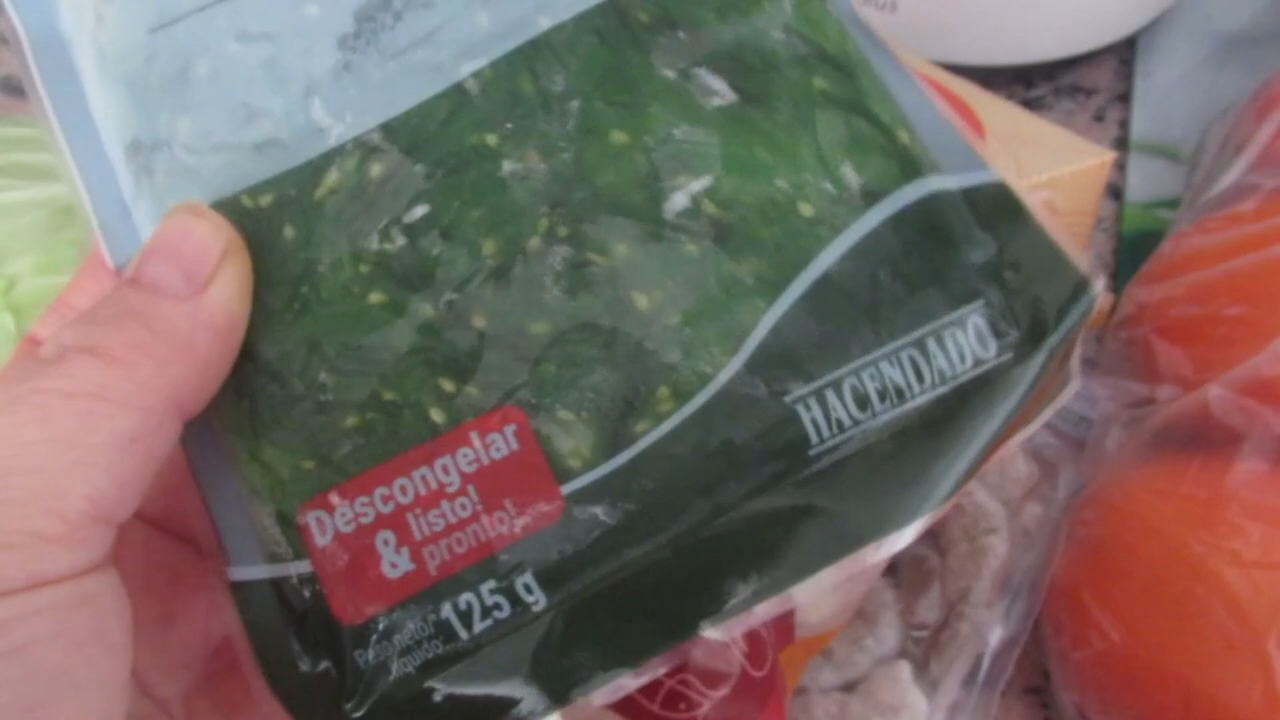 HACENDADO
Descongelar
& listo!
pronto!
Peso neto/
líquido:
125 g